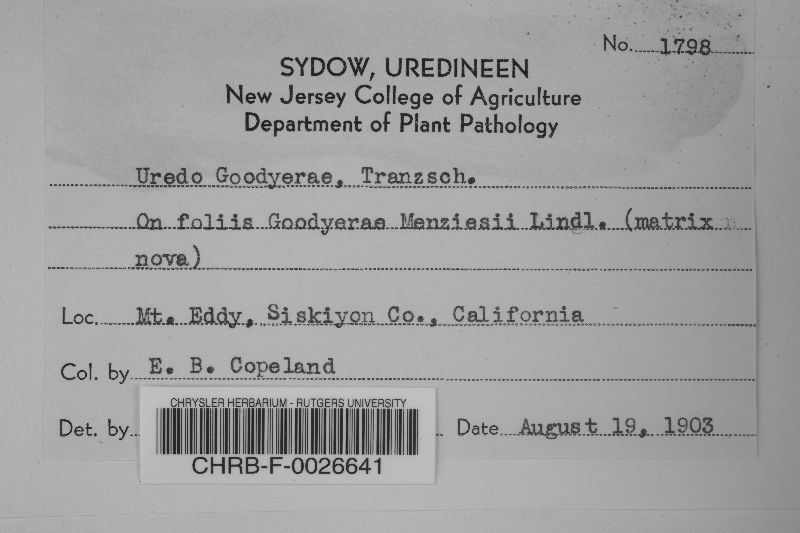 No. 1798
SYDOW, UREDINEEN
New Jersey College of Agriculture
Department of Plant Pathology
Uredo Goodyerae, Tranzsch.
On foliis Goodyerae Menziesii Lindl. (matrix n
nova)
Loc. Mt. Eddy, Siskiyon Co., California
Col. by E. B. Copeland
Det. by
Date August 19, 1903
CHRYSLER HERBARIUM - RUTGERS UNIVERSITY
CHRB-F-0026641